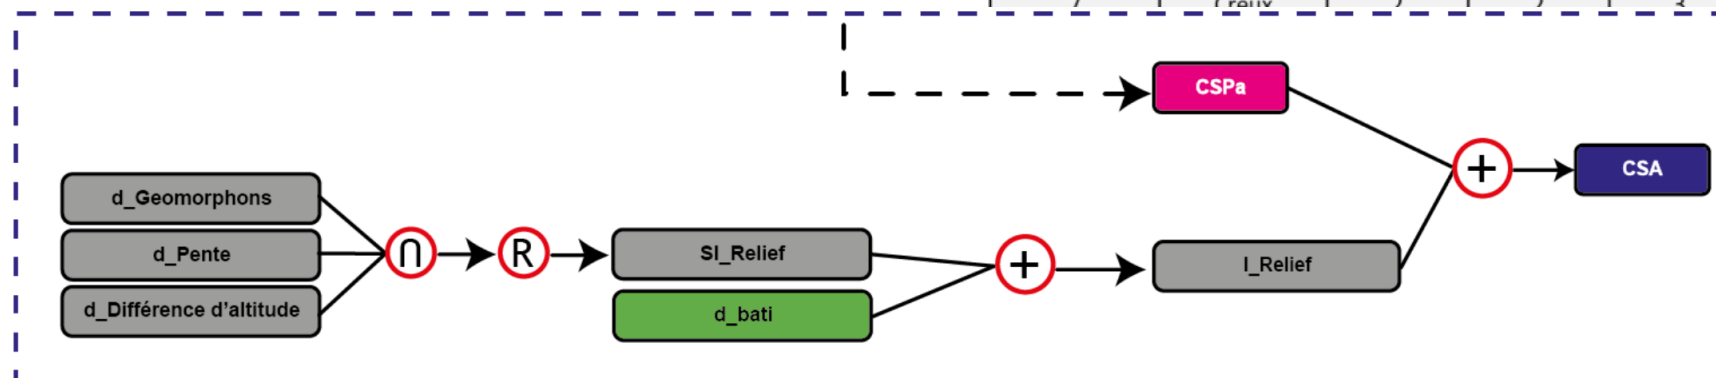 CSPa
CSA
d_Geomorphons
d_Pente
d_Différence d'altitude
∩
R
SI_Relief
d_bati
+
I_Relief
+